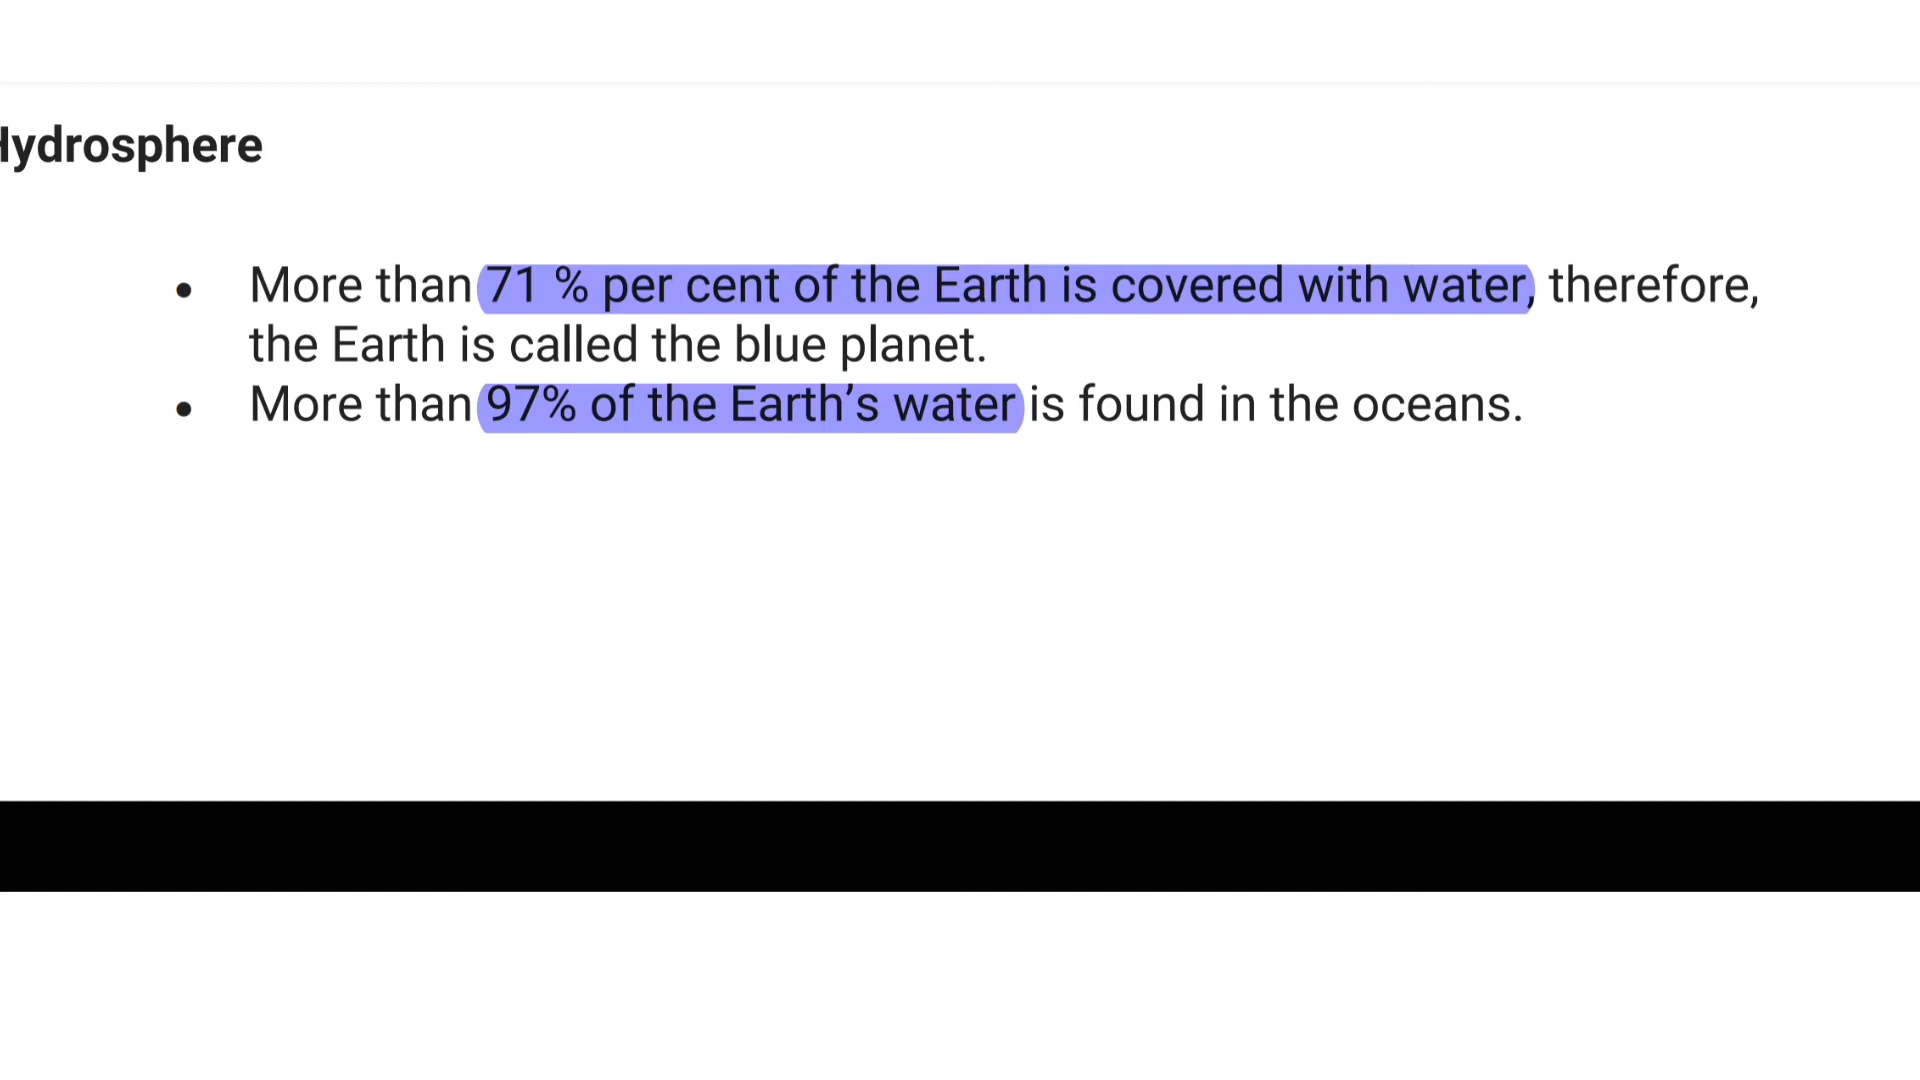 Hydrosphere
• More than 71 % per cent of the Earth is covered with water, therefore,
the Earth is called the blue planet.
• More than 97% of the Earth’s water is found in the oceans.